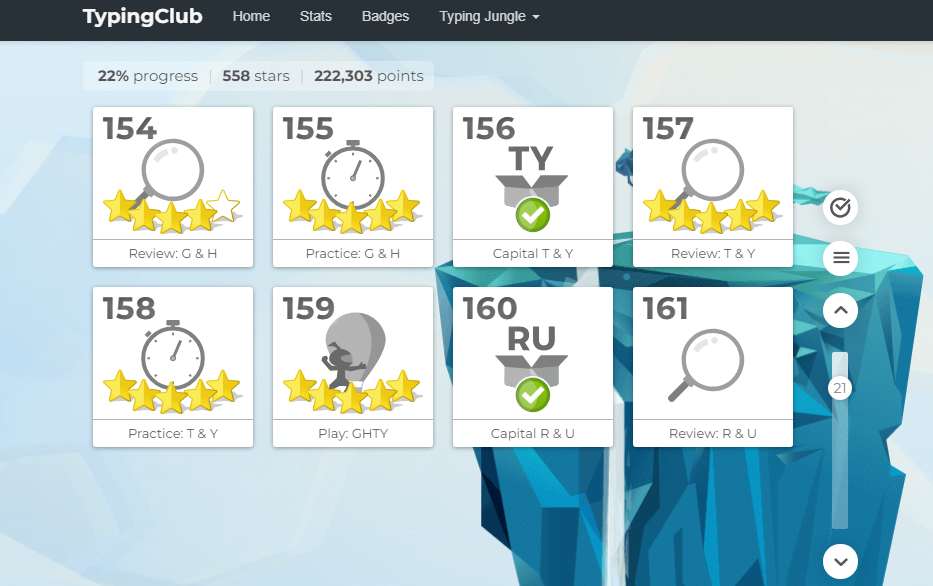 TypingClub Home Stats Badges Typing Jungle
22% progress | 558 stars | 222,303 points
154 155 156 157
TY
Review: G & H Practice: G & H Capital T & Y Review: T & Y
158 159 160 161
RU
21
Practice: T & Y Play: GHTY Capital R & U Review: R & U